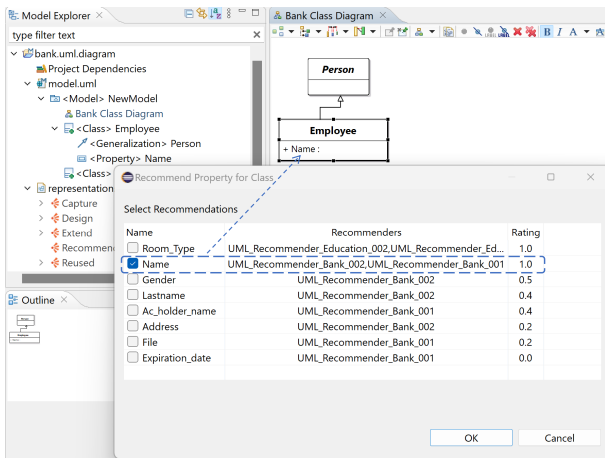 Model Explorer
type filter text
bank.uml.diagram
Project Dependencies
model.uml
<Model> NewModel
Bank Class Diagram
<Class> Employee
<Generalization> Person
<Property> Name
<Class>
representation
Capture
Design
Extend
Recommen
Reused
Outline
Bank Class Diagram
B I A
Person
Employee
+ Name :
Recommend Property for Class
Select Recommendations
Name Recommenders Rating
Room_Type UML_Recommender_Education_002,UML_Recommender_Ed... 1.0
Name UML_Recommender_Bank_002,UML_Recommender_Bank_001 1.0
Gender UML_Recommender_Bank_002 0.5
Lastname UML_Recommender_Bank_002 0.4
Ac_holder_name UML_Recommender_Bank_001 0.4
Address UML_Recommender_Bank_002 0.2
File UML_Recommender_Bank_001 0.2
Expiration_date UML_Recommender_Bank_001 0.0
OK Cancel